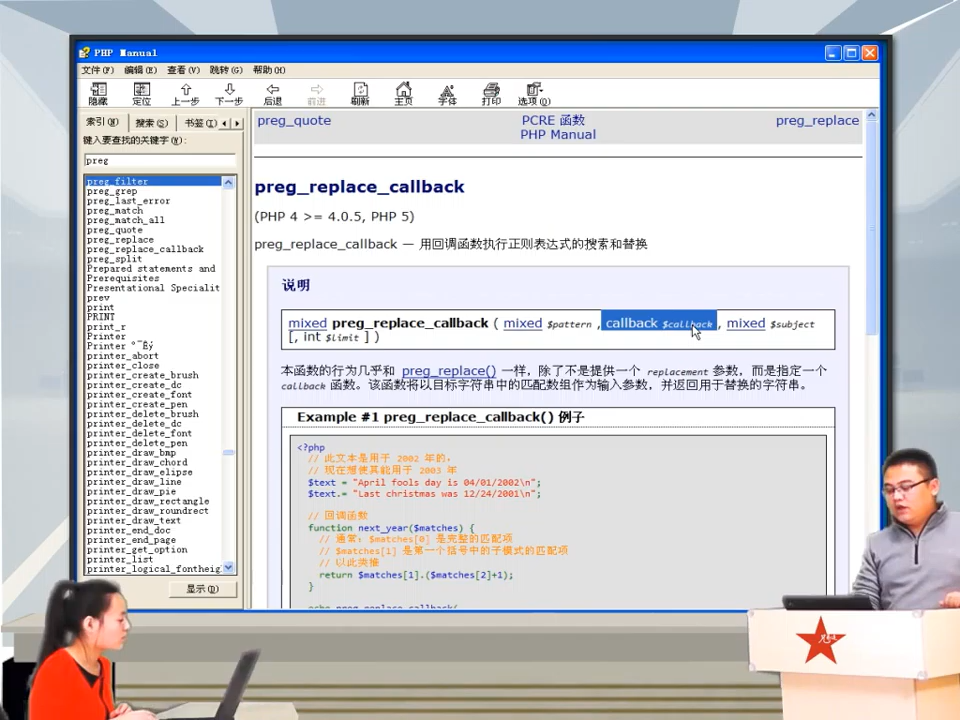 PHP Manual
文件(F) 编辑(E) 查看(V) 跳转(G) 帮助(H)
隐藏 定位 上一步 下一步 后退 前进 刷新 主页 字体 打印 选项(O)
索引(N) 搜索(S) 书签(I)
键入要查找的关键字(W):
preg
preg_filter
preg_grep
preg_last_error
preg_match
preg_match_all
preg_quote
preg_replace
preg_replace_callback
preg_split
Prepared statements and
Prerequisites
Presentational Specialit
prev
print
PRINT
print_r
Printer
Printer
printer_abort
printer_close
printer_create_brush
printer_create_dc
printer_create_font
printer_create_pen
printer_delete_brush
printer_delete_dc
printer_delete_font
printer_delete_pen
printer_draw_bmp
printer_draw_chord
printer_draw_elipse
printer_draw_line
printer_draw_pie
printer_draw_rectangle
printer_draw_roundrect
printer_draw_text
printer_end_doc
printer_end_page
printer_get_option
printer_list
printer_logical_fontheig
显示(D)
preg_quote PCRE 函数 preg_replace
PHP Manual
preg_replace_callback
(PHP 4 >= 4.0.5, PHP 5)
preg_replace_callback — 用回调函数执行正则表达式的搜索和替换
说明
mixed preg_replace_callback ( mixed $pattern , callback $callback , mixed $subject
[, int $limit ] )
本函数的行为几乎和 preg_replace() 一样，除了不是提供一个 replacement 参数，而是指定一个
callback 函数。该函数将以目标字符串中的匹配数组作为输入参数，并返回用于替换的字符串。
Example #1 preg_replace_callback() 例子
<?php
// 此文本是用于 2002 年的，
// 现在想使其能用于 2003 年
$text = "April fools day is 04/01/2002\n";
$text.= "Last christmas was 12/24/2001\n";
// 回调函数
function next_year($matches) {
// 通常：$matches[0] 是完整的匹配项
// $matches[1] 是第一个括号中的子模式的匹配项
// 以此类推
return $matches[1].($matches[2]+1);
}
echo preg_replace_callback(